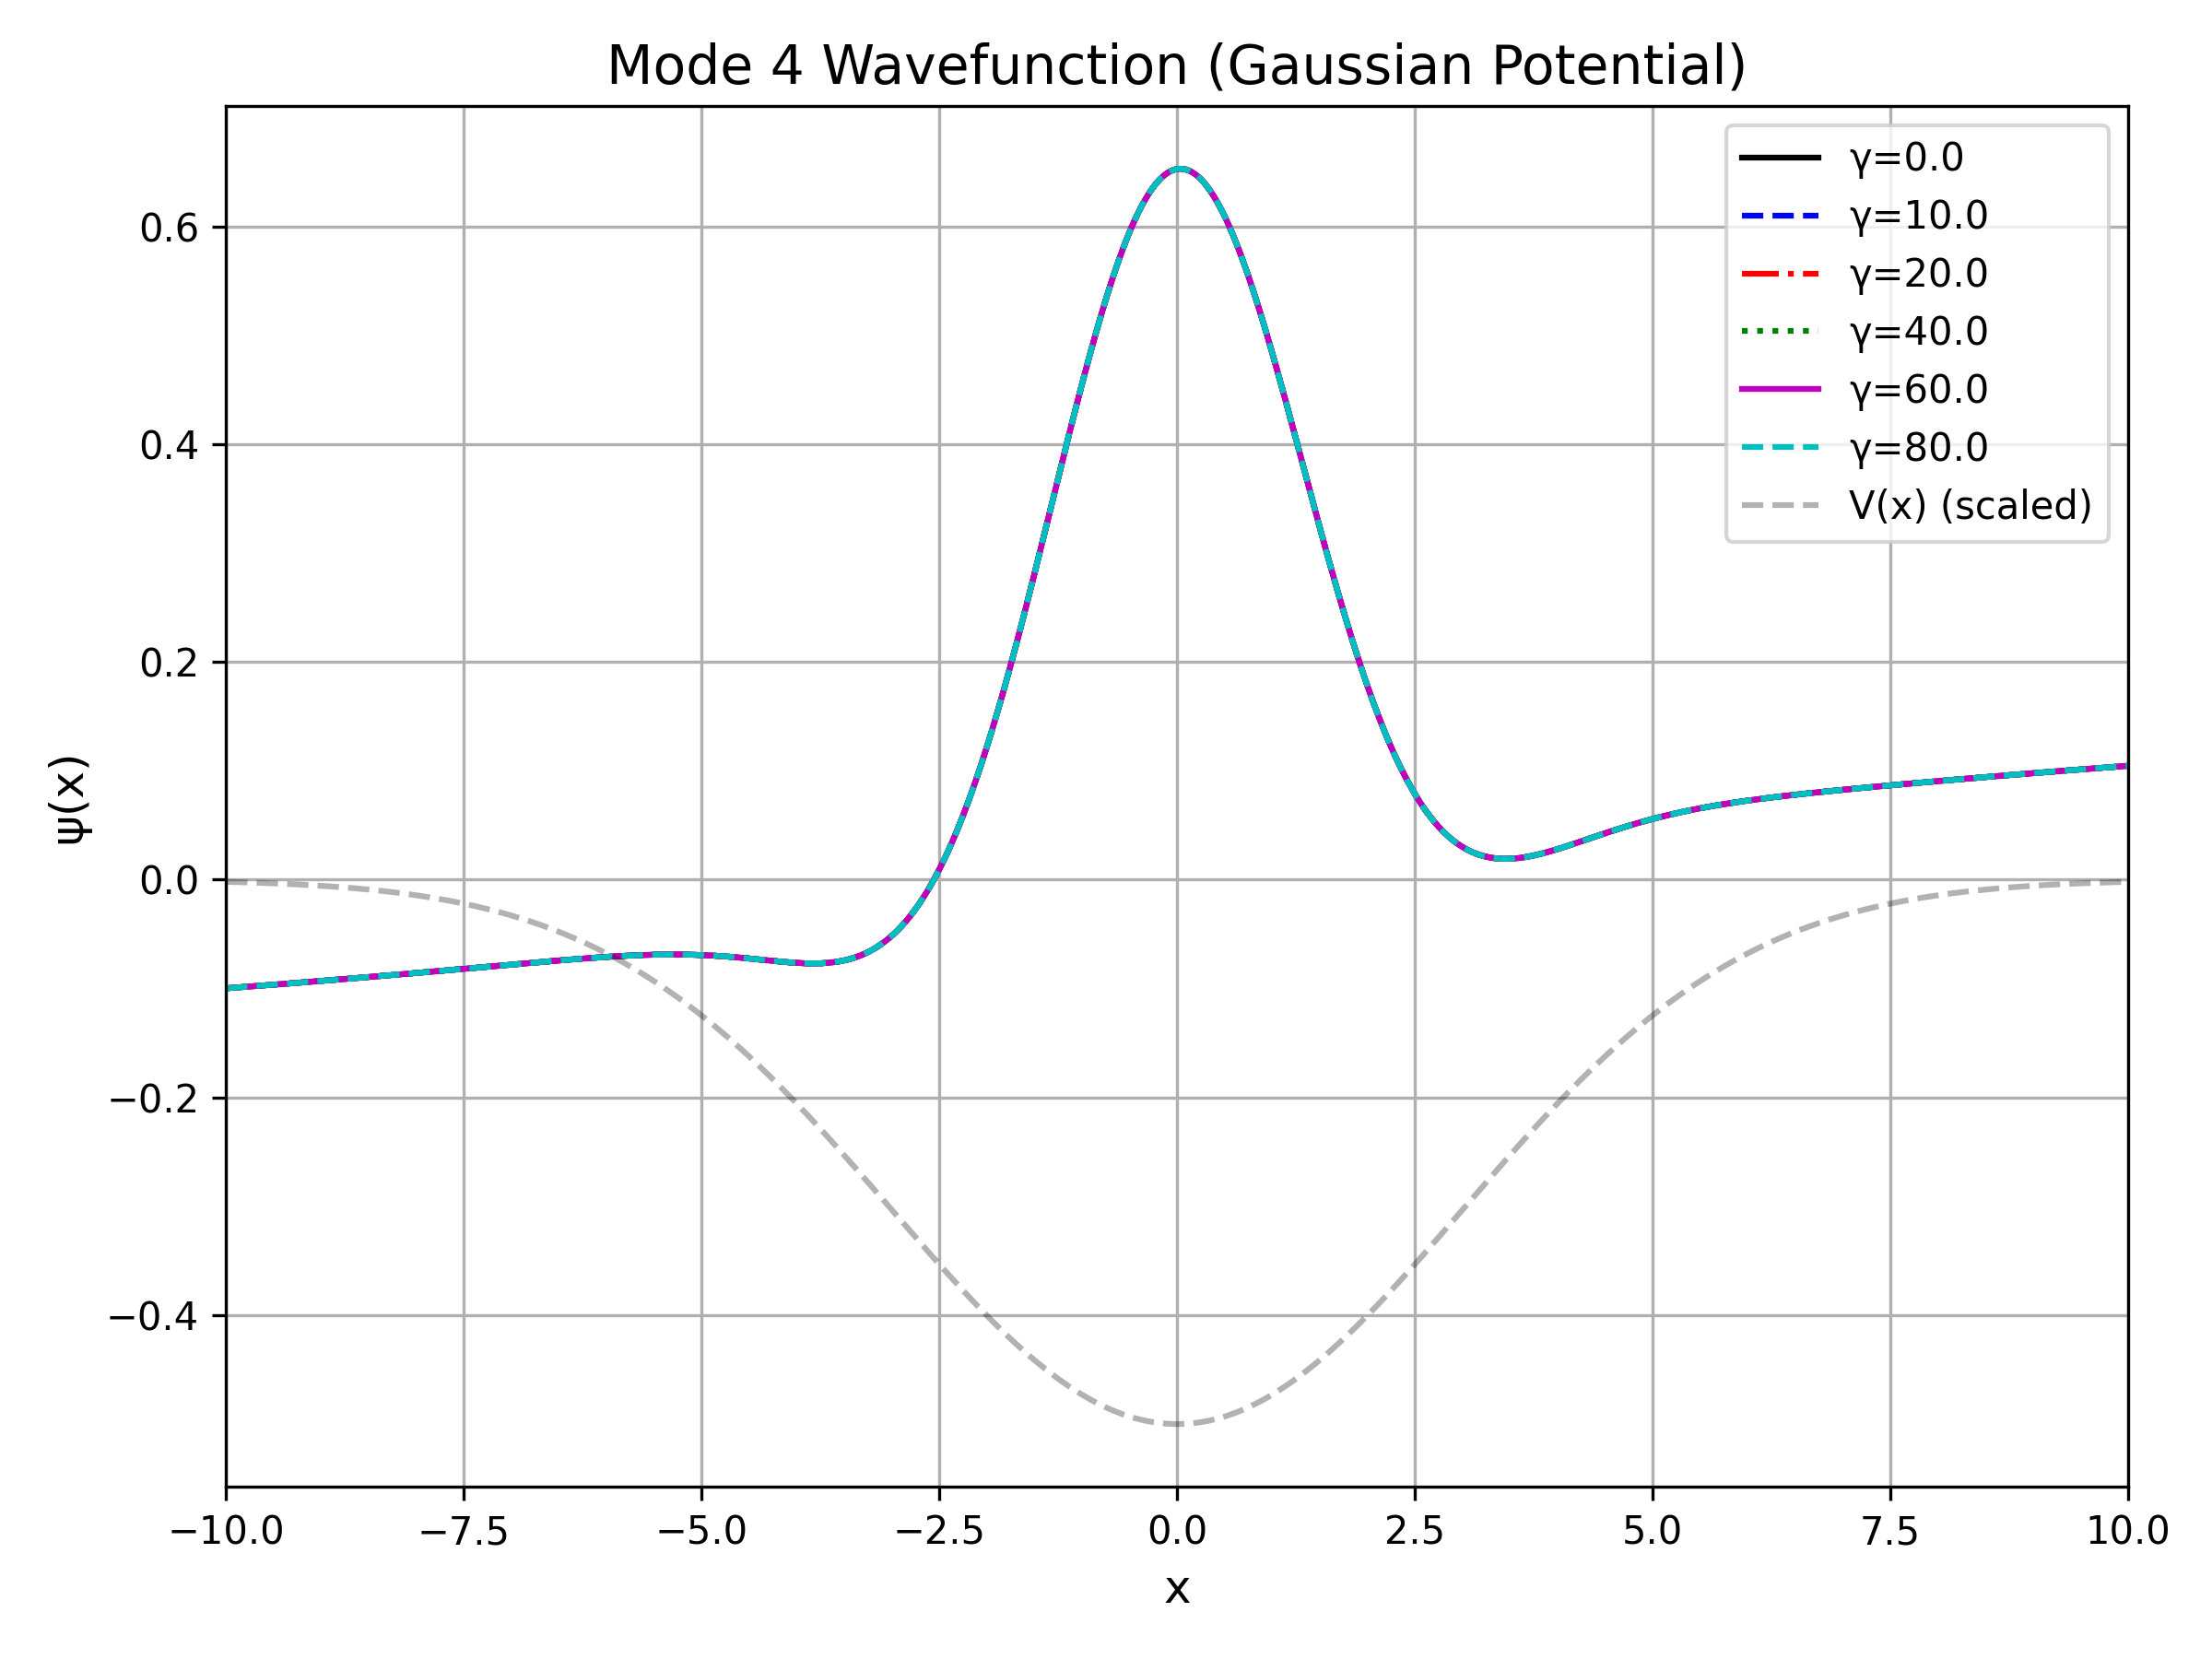 Mode 4 Wavefunction (Gaussian Potential)
γ=0.0
γ=10.0
γ=20.0
γ=40.0
γ=60.0
γ=80.0
V(x) (scaled)
0.6
0.4
0.2
0.0
−0.2
−0.4
ψ(x)
−10.0 −7.5 −5.0 −2.5 0.0 2.5 5.0 7.5 10.0
x